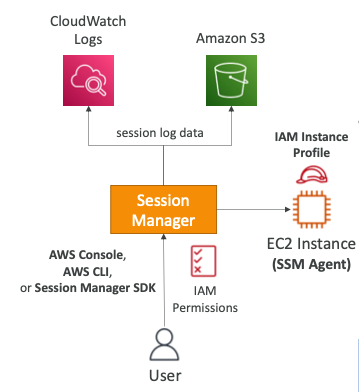 CloudWatch
Logs
Amazon S3
session log data
IAM Instance
Profile
Session
Manager
EC2 Instance
(SSM Agent)
AWS Console,
AWS CLI,
or Session Manager SDK
IAM
Permissions
User